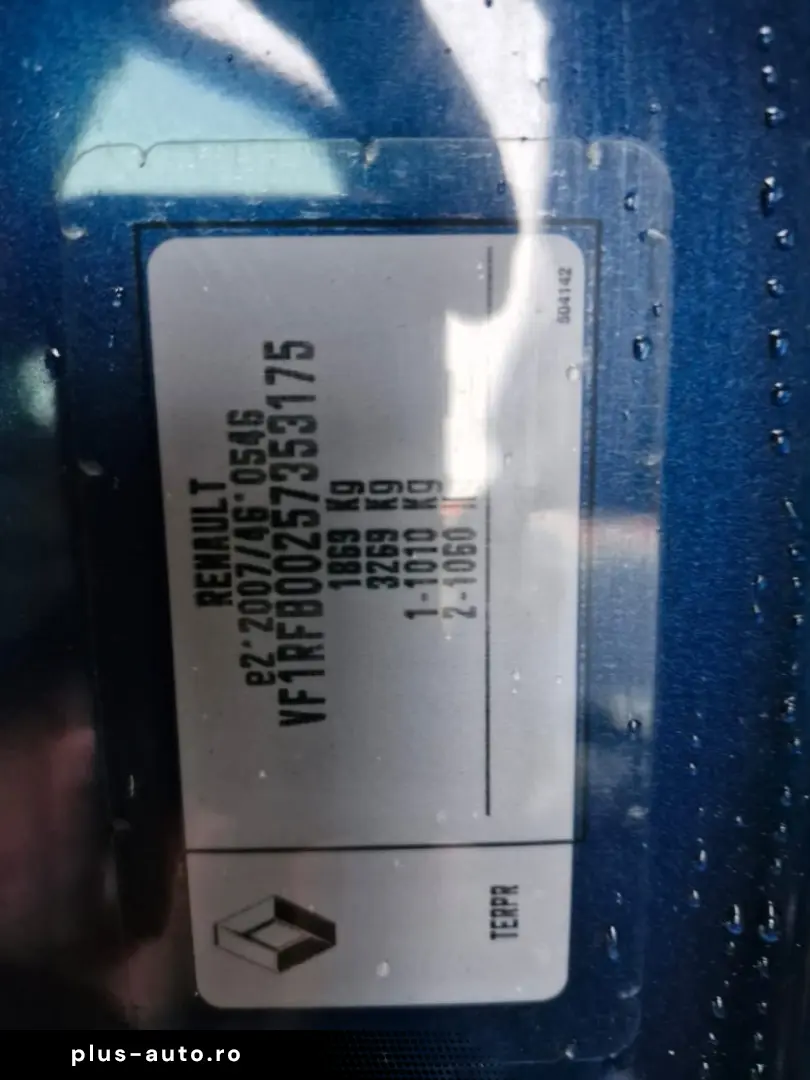 RENAULT
e2*2007/46*0546
VF1RFB00257353175
1869 Kg
3269 Kg
1-1010 Kg
2-1060
504142
TERPR
plus-auto.ro